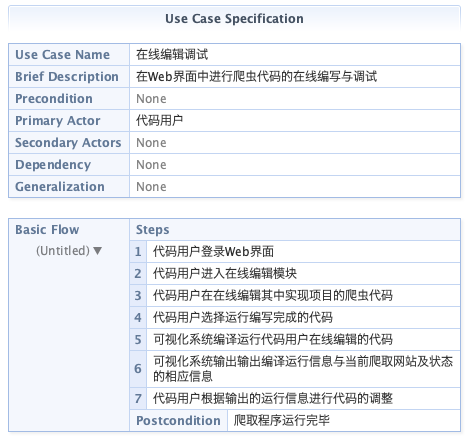 Use Case Specification
Use Case Name 在线编辑调试
Brief Description 在Web界面中进行爬虫代码的在线编写与调试
Precondition None
Primary Actor 代码用户
Secondary Actors None
Dependency None
Generalization None
Basic Flow Steps
(Untitled) ▼
1 代码用户登录Web界面
2 代码用户进入在线编辑模块
3 代码用户在在线编辑其中实现项目的爬虫代码
4 代码用户选择运行编写完成的代码
5 可视化系统编译运行代码用户在线编辑的代码
6 可视化系统输出输出编译运行信息与当前爬取网站及状态
的相应信息
7 代码用户根据输出的运行信息进行代码的调整
Postcondition 爬取程序运行完毕